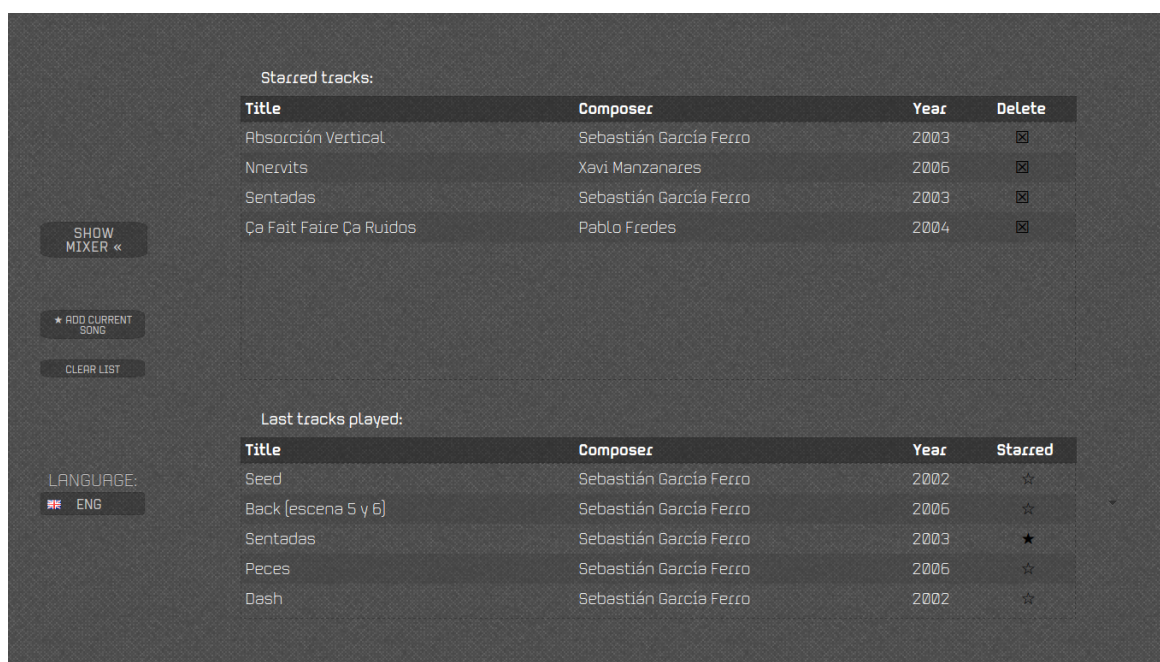 Starred tracks:
Title Composer Year Delete
Absorción Vertical Sebastián García Ferro 2003 ☒
Nnervits Xavi Manzanares 2006 ☒
Sentadas Sebastián García Ferro 2003 ☒
Ça Fait Faire Ça Ruidos Pablo Fredes 2004 ☒
SHOW
MIXER «
★ ADD CURRENT
SONG
CLEAR LIST
Last tracks played:
Title Composer Year Starred
Seed Sebastián García Ferro 2002 ☆
Back (escena 5 y 6) Sebastián García Ferro 2006 ☆
Sentadas Sebastián García Ferro 2003 ★
Peces Sebastián García Ferro 2006 ☆
Dash Sebastián García Ferro 2002 ☆
LANGUAGE:
ENG